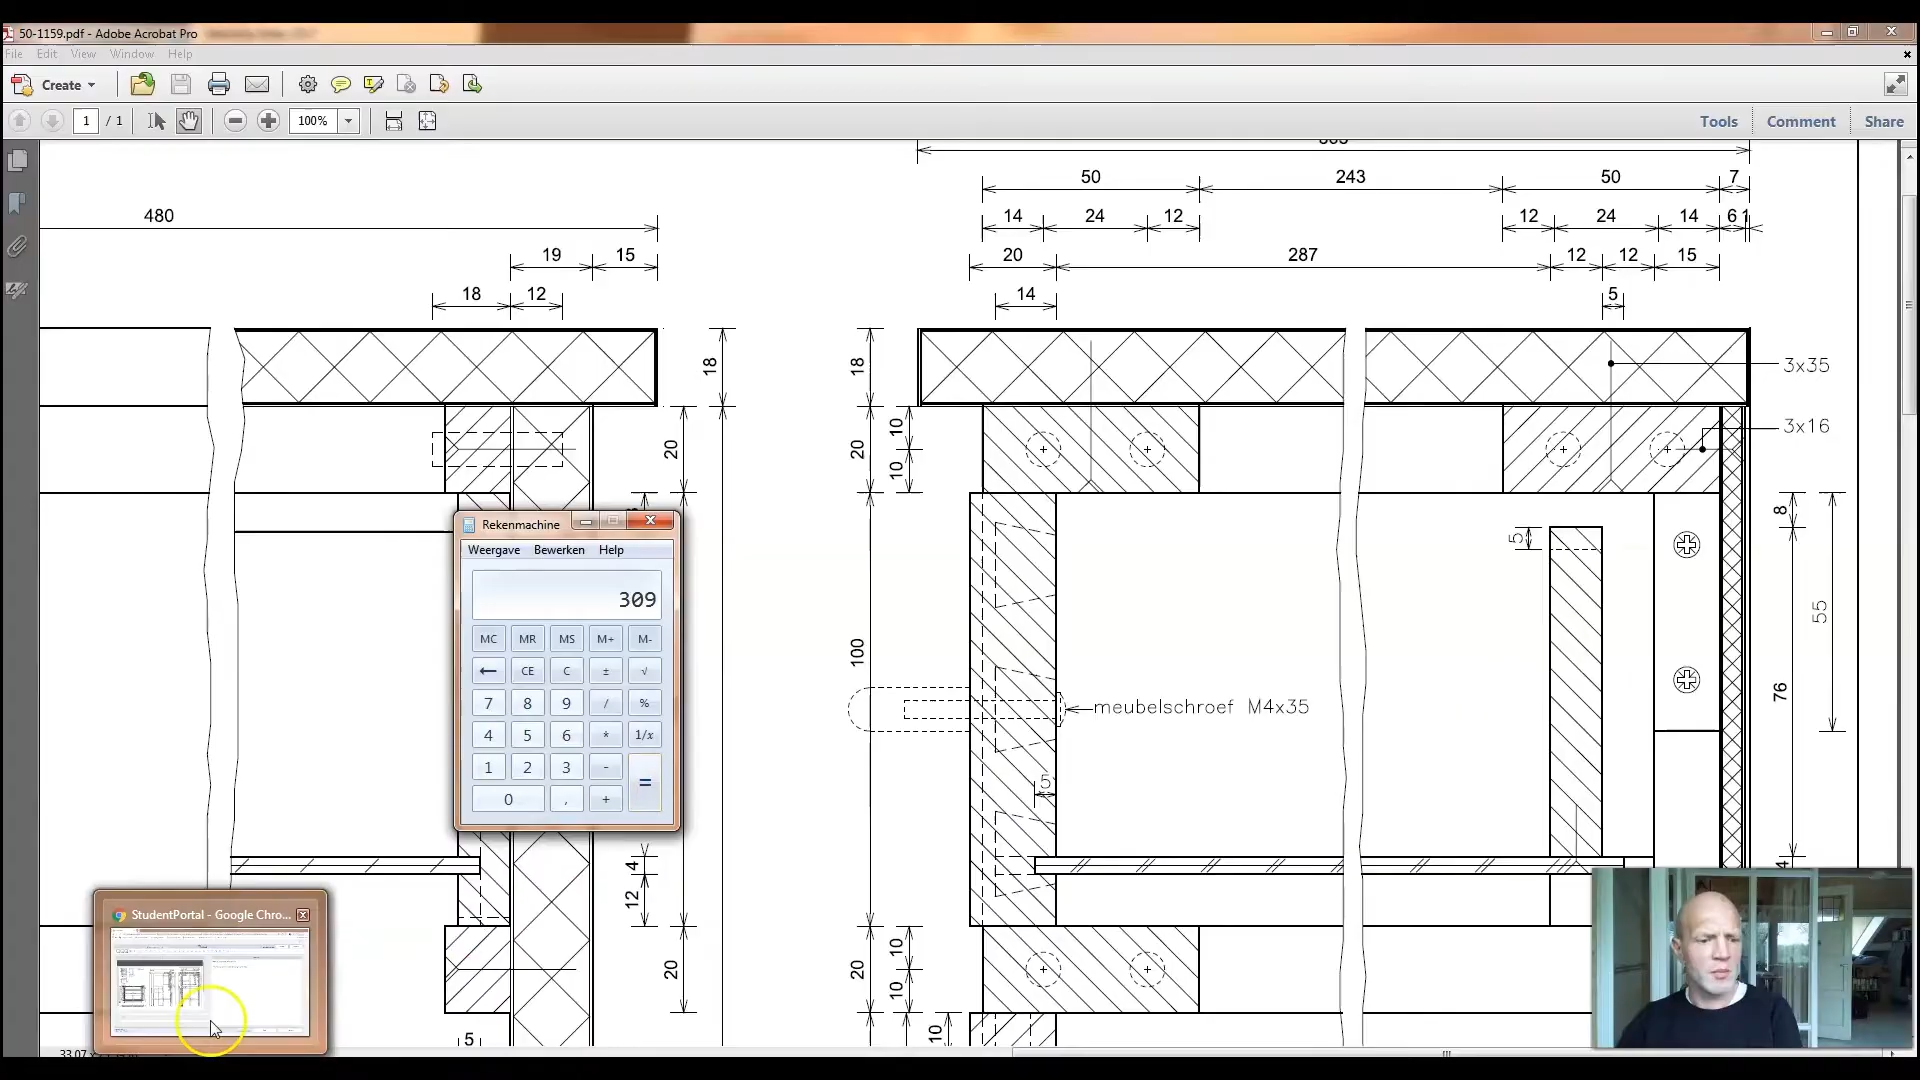 50-1159.pdf - Adobe Acrobat Pro
File Edit View Window Help
Create
1 / 1 100% Tools Comment Share
50 243 50 7
480 14 24 12 12 24 14 6 1
19 15 20 287 12 12 15
18 12 14 5
18 18 3x35
3x16
20 20 10 10
8
5
55
Rekenmachine
Weergave Bewerken Help
309
MC MR MS M+ M-
← CE C ± √
7 8 9 / %
4 5 6 * 1/x
1 2 3 - =
0 , +
100
76
meubelschroef M4x35
5
4 4
12
StudentPortal - Google Chro...
20 20 10 10
10
5